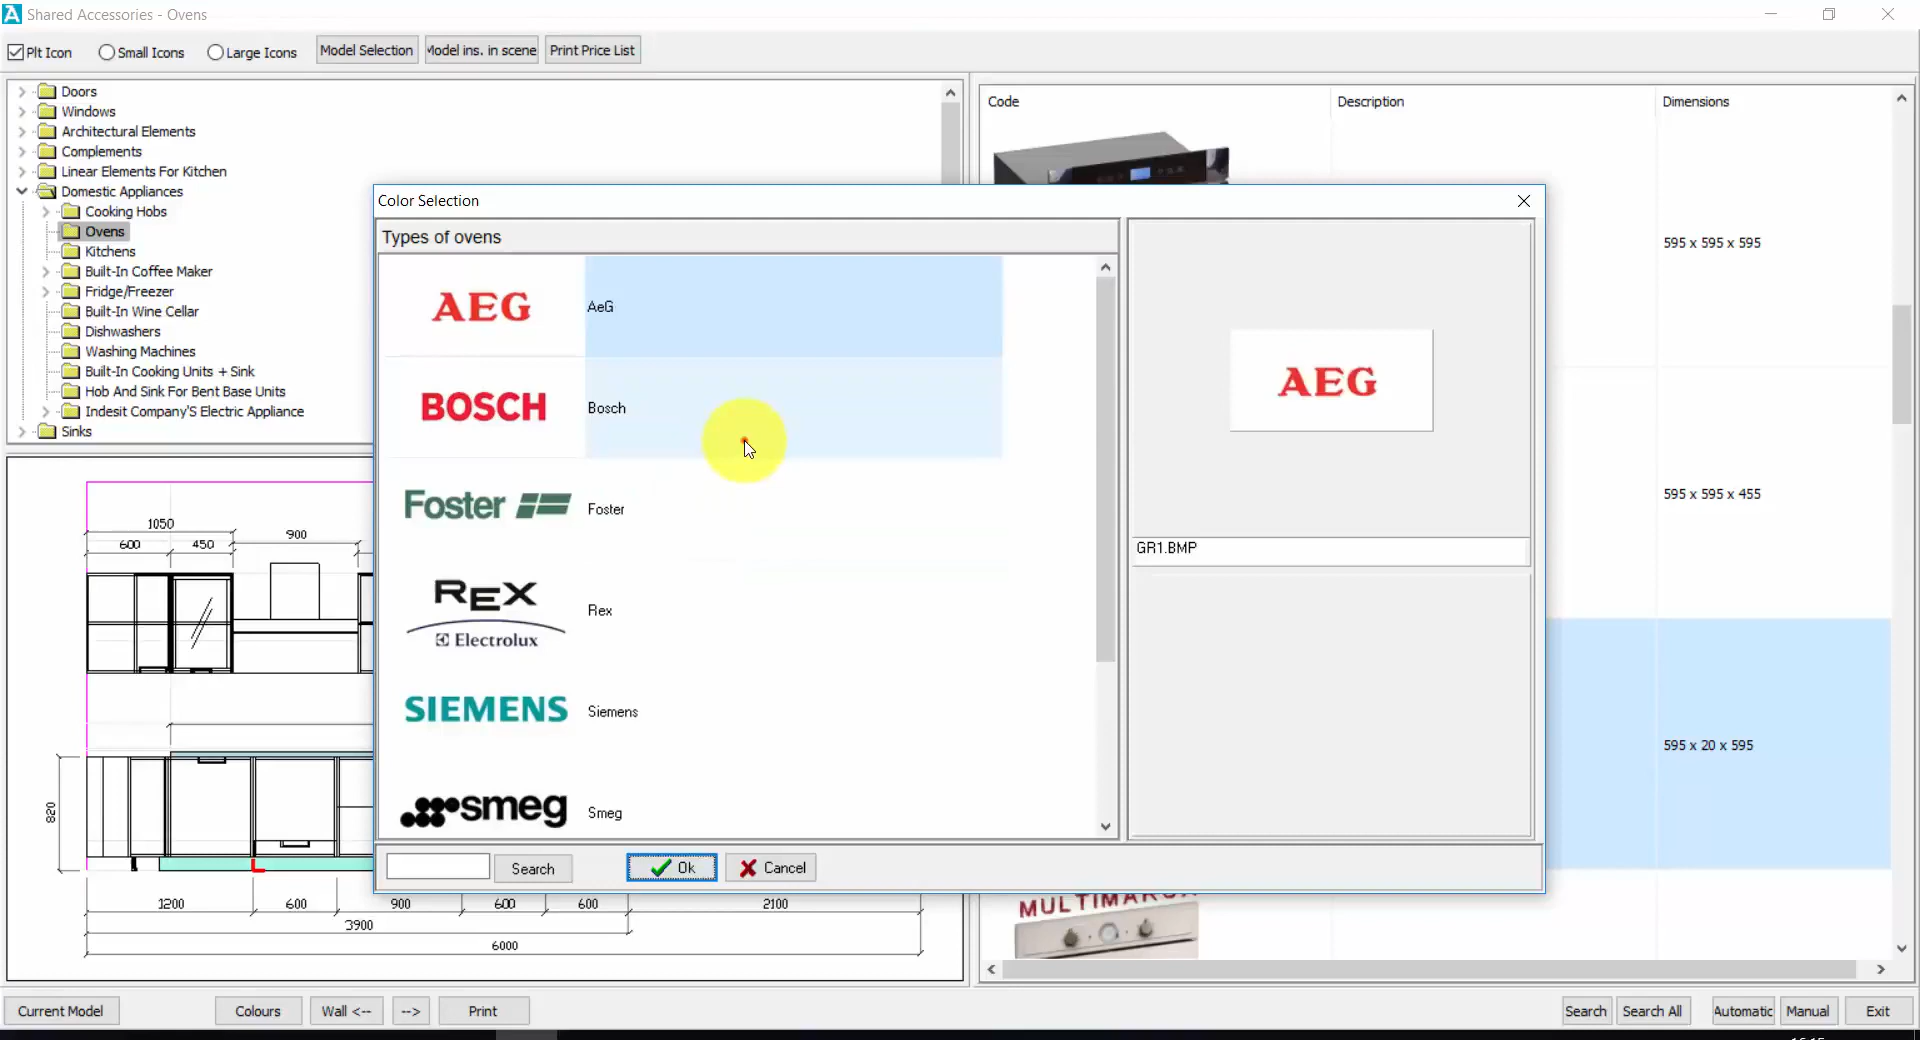 Shared Accessories - Ovens
Plt Icon
Small Icons
Large Icons
Model Selection
Model ins. in scene
Print Price List
Doors
Windows
Architectural Elements
Complements
Linear Elements For Kitchen
Domestic Appliances
Cooking Hobs
Ovens
Kitchens
Built-In Coffee Maker
Fridge/Freezer
Built-In Wine Cellar
Dishwashers
Washing Machines
Built-In Cooking Units + Sink
Hob And Sink For Bent Base Units
Indesit Company'S Electric Appliance
Sinks
Code
Description
Dimensions
595 x 595 x 595
595 x 595 x 455
595 x 20 x 595
Color Selection
Types of ovens
AEG
AeG
BOSCH
Bosch
Foster
Foster
REX
Electrolux
Rex
SIEMENS
Siemens
smeg
Smeg
AEG
GR1.BMP
Search
Ok
Cancel
1050
600
450
900
820
1200
600
900
600
600
2100
3900
6000
MULTIMARCA
Current Model
Colours
Wall <--
-->
Print
Search
Search All
Automatic
Manual
Exit